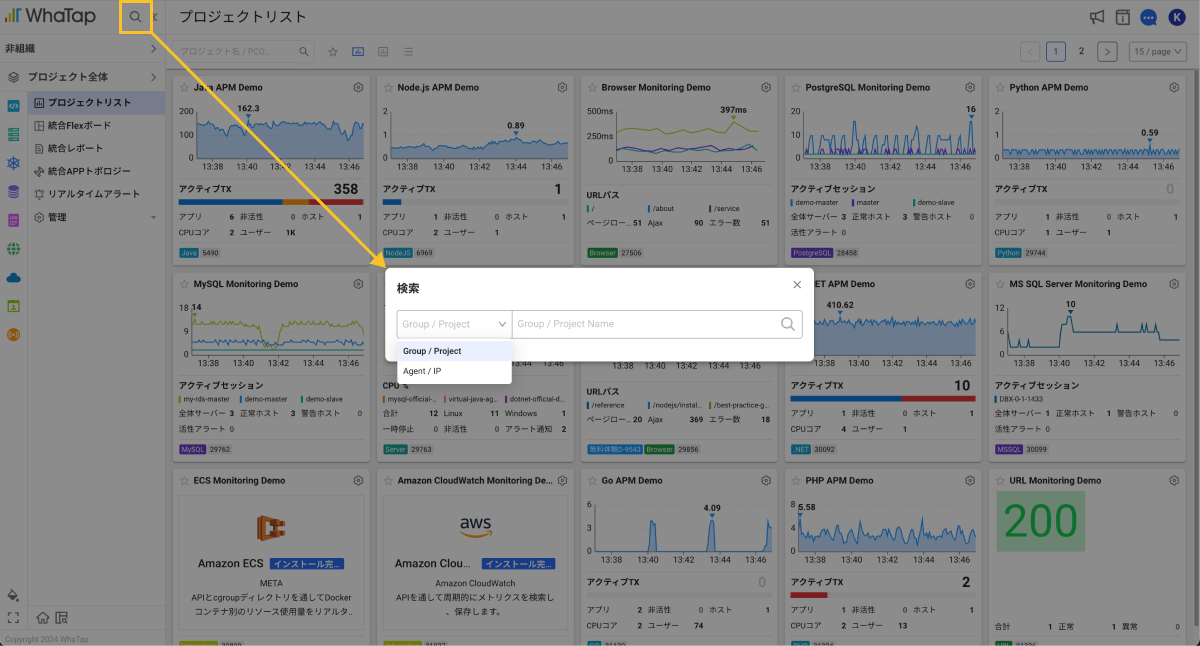 WhaTap
プロジェクトリスト
K
非組織
プロジェクト名 / PCO...
1 2
15 / page
プロジェクト全体
プロジェクトリスト
統合Flexボード
統合レポート
統合APPトポロジー
リアルタイムアラート
管理
Copyright 2024 WhaTap
Java APM Demo
200
100
0
162.3
13:38 13:40 13:42 13:44 13:46
アクティブTX 358
アプリ 6 非活性 0 ホスト 1
CPUコア 2 ユーザー 1K
Java 5490
Node.js APM Demo
2
1
0
0.89
13:38 13:40 13:42 13:44 13:46
アクティブTX 1
アプリ 1 非活性 0 ホスト 1
CPUコア 2 ユーザー 1
NodeJS 6969
Browser Monitoring Demo
500ms
250ms
0
397ms
13:38 13:40 13:42 13:44 13:46
URLパス
/ /about /service
ページロー... 51 Ajax 90 エラー数 51
Browser 27506
PostgreSQL Monitoring Demo
20
10
0
16
13:38 13:40 13:42 13:44 13:46
アクティブセッション
demo-master master demo-slave
全体サーバー 3 正常ホスト 3 警告ホスト 0
活性アラート 0
PostgreSQL 28458
Python APM Demo
2
1
0
0.59
13:38 13:40 13:42 13:44 13:46
アクティブTX 0
アプリ 1 非活性 0 ホスト 1
CPUコア 1 ユーザー 1
Python 29744
検索
Group / Project
Group / Project Name
Group / Project
Agent / IP
MySQL Monitoring Demo
18
9
0
14
13:38 13:40 13:42 13:44 13:46
アクティブセッション
my-rds-master demo-master demo-slave
全体サーバー 3 正常ホスト 3 警告ホスト 0
活性アラート 0
MySQL 29762
13:44 13:46
CPU %
mysql-official-... virtual-java-ag... dotnet-official-d...
合計 12 Linux 11 Windows 1
一時停止 0 非活性 0 アラート通知 2
Server 29763
13:38 13:40 13:42 13:44 13:46
URLパス
/reference /nodejs/instal... /best-practice-g...
ページロー... 20 Ajax 369 エラー数 18
無料体験D-9543 Browser 29856
.NET APM Demo
410.62
13:38 13:40 13:42 13:44 13:46
アクティブTX 10
アプリ 1 非活性 0 ホスト 1
CPUコア 4 ユーザー 1
.NET 30092
MS SQL Server Monitoring Demo
12
6
0
10
13:38 13:40 13:42 13:44 13:46
アクティブセッション
DBX-0-1-1433
全体サーバー 1 正常ホスト 1 警告ホスト 0
活性アラート 0
MSSQL 30099
ECS Monitoring Demo
Amazon ECS インストール完...
META
APIとcgroupディレクトリを通してDocker
コンテナ別のリソース使用量をリアルタ...
Amazon CloudWatch Monitoring De...
aws
Amazon Clou... インストール完...
Amazon CloudWatch
APIを通して周期的にメトリクスを検索し
、保存します。
Go APM Demo
6
3
0
4.09
13:38 13:40 13:42 13:44 13:46
アクティブTX 0
アプリ 2 非活性 0 ホスト 1
CPUコア 2 ユーザー 74
PHP APM Demo
8
4
0
5.58
13:38 13:40 13:42 13:44 13:46
アクティブTX 2
アプリ 2 非活性 0 ホスト 1
CPUコア 2 ユーザー 13
URL Monitoring Demo
200
合計 1 正常 1 異常 0